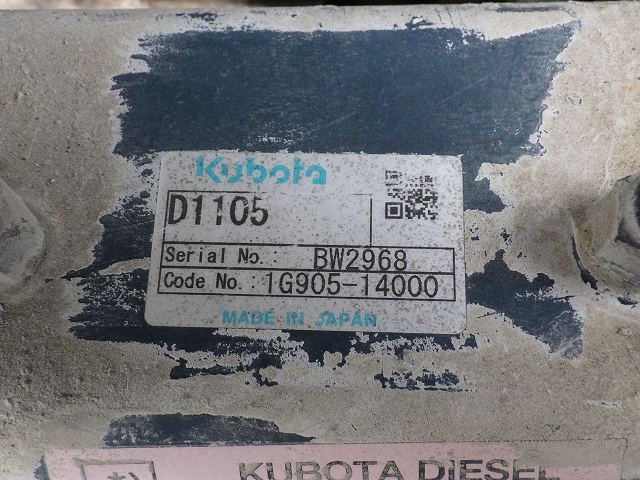 Kubota
D1105
Serial No.: BW2968
Code No.: 1G905-14000
MADE IN JAPAN
KUBOTA DIESEL